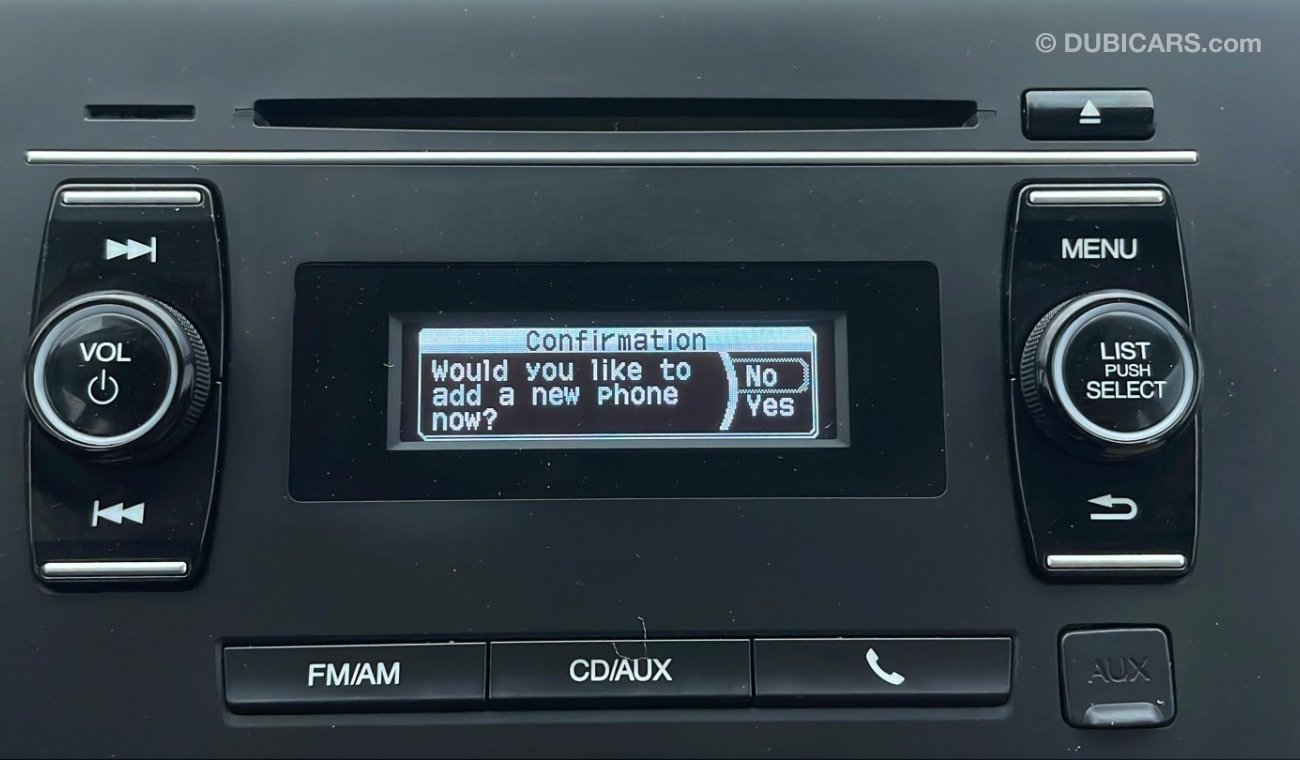 © DUBICARS.com
VOL
Confirmation
Would you like to
add a new phone
now?
No
Yes
MENU
LIST
PUSH
SELECT
FM/AM
CD/AUX
AUX